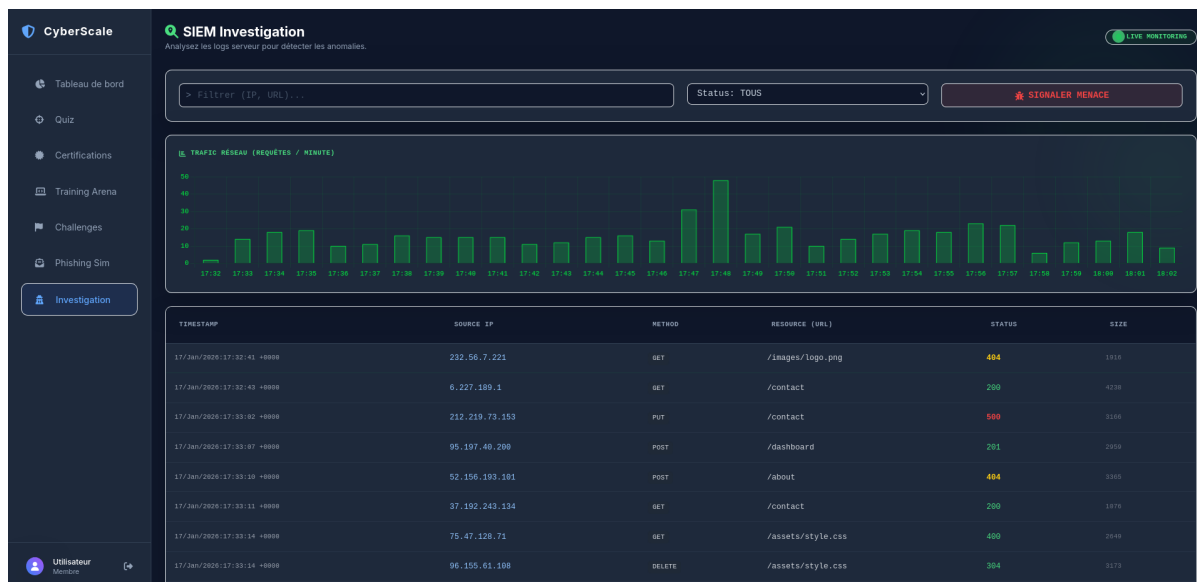 CyberScale
SIEM Investigation
Analysez les logs serveur pour détecter les anomalies.
LIVE MONITORING
Tableau de bord
Quiz
Certifications
Training Arena
Challenges
Phishing Sim
Investigation
Utilisateur
Membre
> Filtrer (IP, URL)...
Status: TOUS
SIGNALER MENACE
TRAFIC RÉSEAU (REQUÊTES / MINUTE)
50
40
30
20
10
0
17:32 17:33 17:34 17:35 17:36 17:37 17:38 17:39 17:40 17:41 17:42 17:43 17:44 17:45 17:46 17:47 17:48 17:49 17:50 17:51 17:52 17:53 17:54 17:55 17:56 17:57 17:58 17:59 18:00 18:01 18:02
TIMESTAMP SOURCE IP METHOD RESOURCE (URL) STATUS SIZE
17/Jan/2026:17:32:41 +0000 232.56.7.221 GET /images/logo.png 404 1916
17/Jan/2026:17:32:43 +0000 6.227.189.1 GET /contact 200 4230
17/Jan/2026:17:33:02 +0000 212.219.73.153 PUT /contact 500 3166
17/Jan/2026:17:33:07 +0000 95.197.40.200 POST /dashboard 201 2950
17/Jan/2026:17:33:10 +0000 52.156.193.101 POST /about 404 3365
17/Jan/2026:17:33:11 +0000 37.192.243.134 GET /contact 200 1076
17/Jan/2026:17:33:14 +0000 75.47.128.71 GET /assets/style.css 400 2649
17/Jan/2026:17:33:14 +0000 96.155.61.108 DELETE /assets/style.css 304 3173